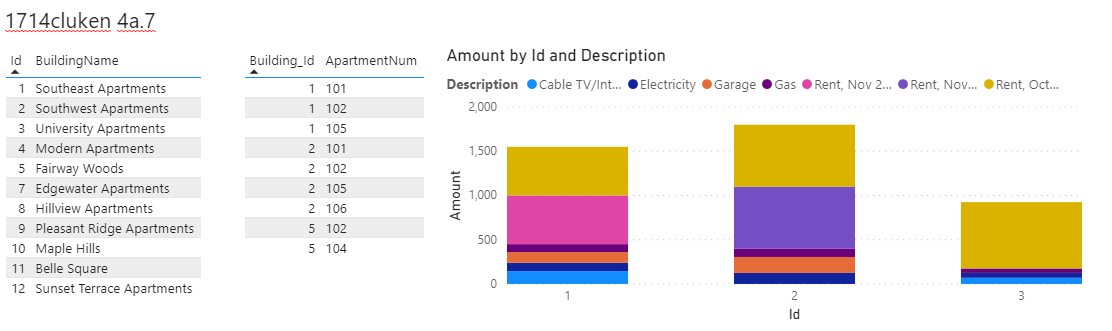 1714cluken 4a.7
Id BuildingName
1 Southeast Apartments
2 Southwest Apartments
3 University Apartments
4 Modern Apartments
5 Fairway Woods
7 Edgewater Apartments
8 Hillview Apartments
9 Pleasant Ridge Apartments
10 Maple Hills
11 Belle Square
12 Sunset Terrace Apartments
Building_Id ApartmentNum
1 101
1 102
1 105
2 101
2 102
2 105
2 106
5 102
5 104
Amount by Id and Description
Description Cable TV/Int... Electricity Garage Gas Rent, Nov 2... Rent, Nov... Rent, Oct...
2,000
1,500
1,000
500
0
Amount
1 2 3
Id